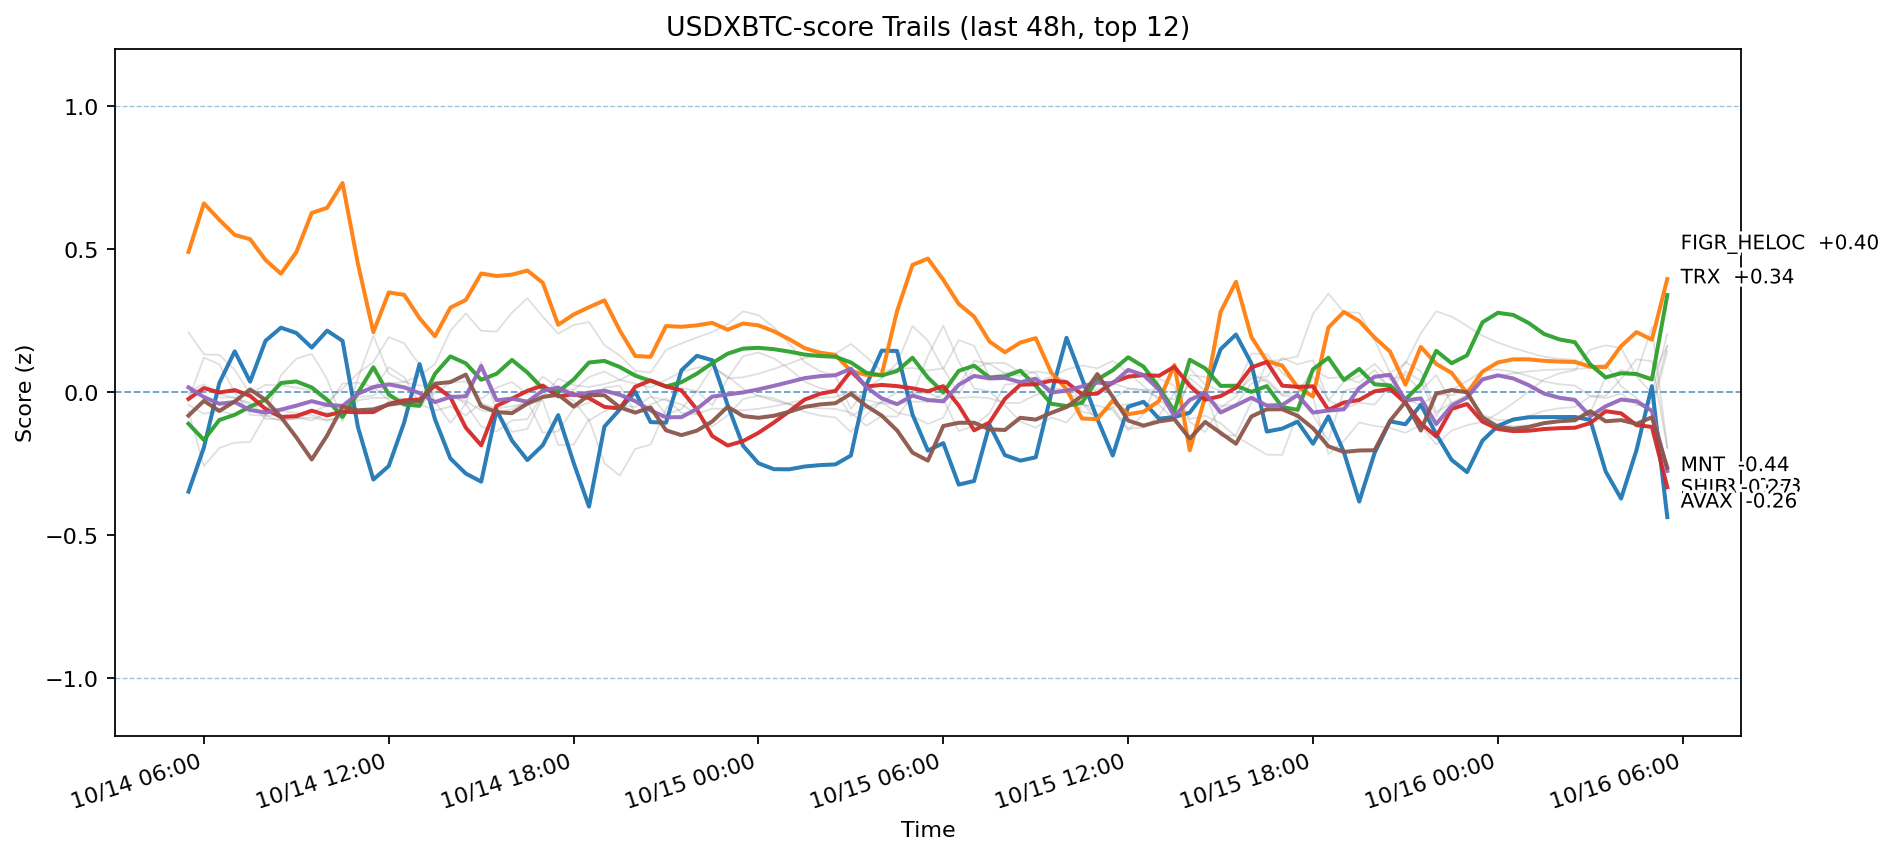 USDXBTC-score Trails (last 48h, top 12)
Score (z)
1.0
0.5
0.0
−0.5
−1.0
FIGR_HELOC +0.40
TRX +0.34
MNT -0.44
SHIB -0.27
AVAX -0.26
10/14 06:00
10/14 12:00
10/14 18:00
10/15 00:00
10/15 06:00
10/15 12:00
10/15 18:00
10/16 00:00
10/16 06:00
Time